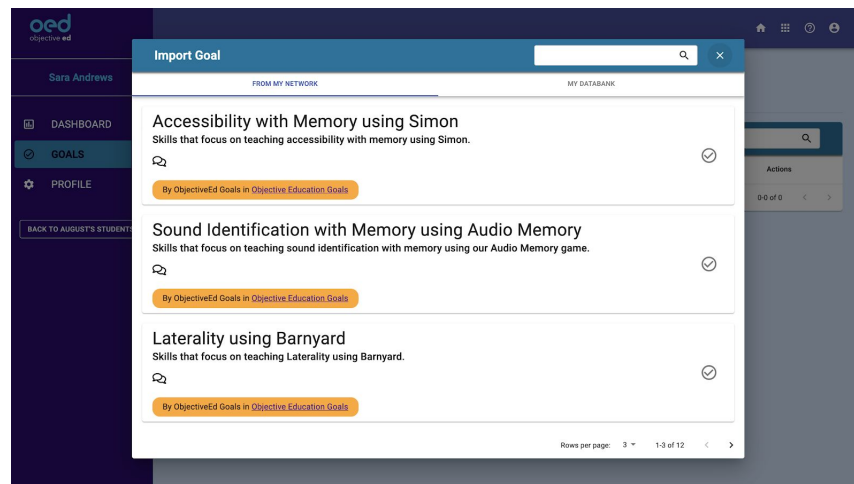 oed
objective ed
Sara Andrews
DASHBOARD
GOALS
PROFILE
BACK TO AUGUST'S STUDENTS
Import Goal
FROM MY NETWORK
MY DATABANK
Accessibility with Memory using Simon
Skills that focus on teaching accessibility with memory using Simon.
By ObjectiveEd Goals in Objective Education Goals
Sound Identification with Memory using Audio Memory
Skills that focus on teaching sound identification with memory using our Audio Memory game.
By ObjectiveEd Goals in Objective Education Goals
Laterality using Barnyard
Skills that focus on teaching Laterality using Barnyard.
By ObjectiveEd Goals in Objective Education Goals
Rows per page: 3 1-3 of 12
Actions
0-0 of 0